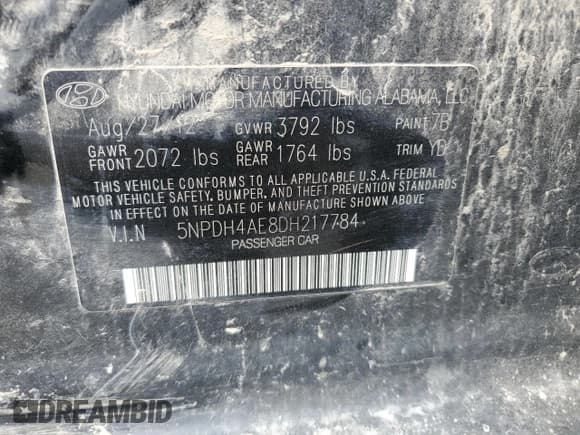 MANUFACTURED BY
HYUNDAI MOTOR MANUFACTURING ALABAMA, LLC
Aug/27/12 GVWR 3792 lbs PAINT 7B
GAWR FRONT 2072 lbs GAWR REAR 1764 lbs TRIM YDA
THIS VEHICLE CONFORMS TO ALL APPLICABLE U.S.A. FEDERAL
MOTOR VEHICLE SAFETY, BUMPER, AND THEFT PREVENTION STANDARDS
IN EFFECT ON THE DATE OF MANUFACTURE SHOWN ABOVE
V.I.N 5NPDH4AE8DH217784
PASSENGER CAR
DREAMBID